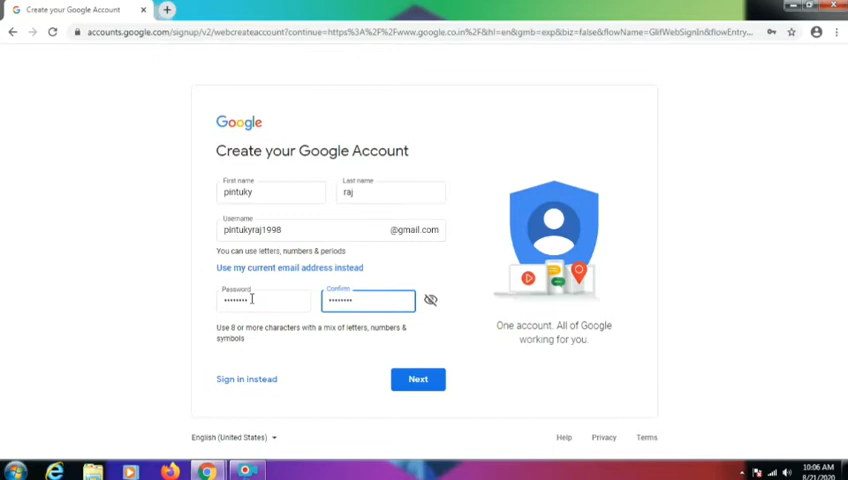 Create your Google Account
accounts.google.com/signup/v2/webcreateaccount?continue=https%3A%2F%2Fwww.google.co.in%2F&hl=en&gmb=exp&biz=false&flowName=GlifWebSignIn&flowEntry...
Google
Create your Google Account
First name
Last name
pintuky
raj
Username
pintukyraj1998
@gmail.com
You can use letters, numbers & periods
Use my current email address instead
Password
Confirm
Use 8 or more characters with a mix of letters, numbers &
symbols
One account. All of Google
working for you.
Sign in instead
Next
English (United States)
Help
Privacy
Terms
10:06 AM
8/21/2020